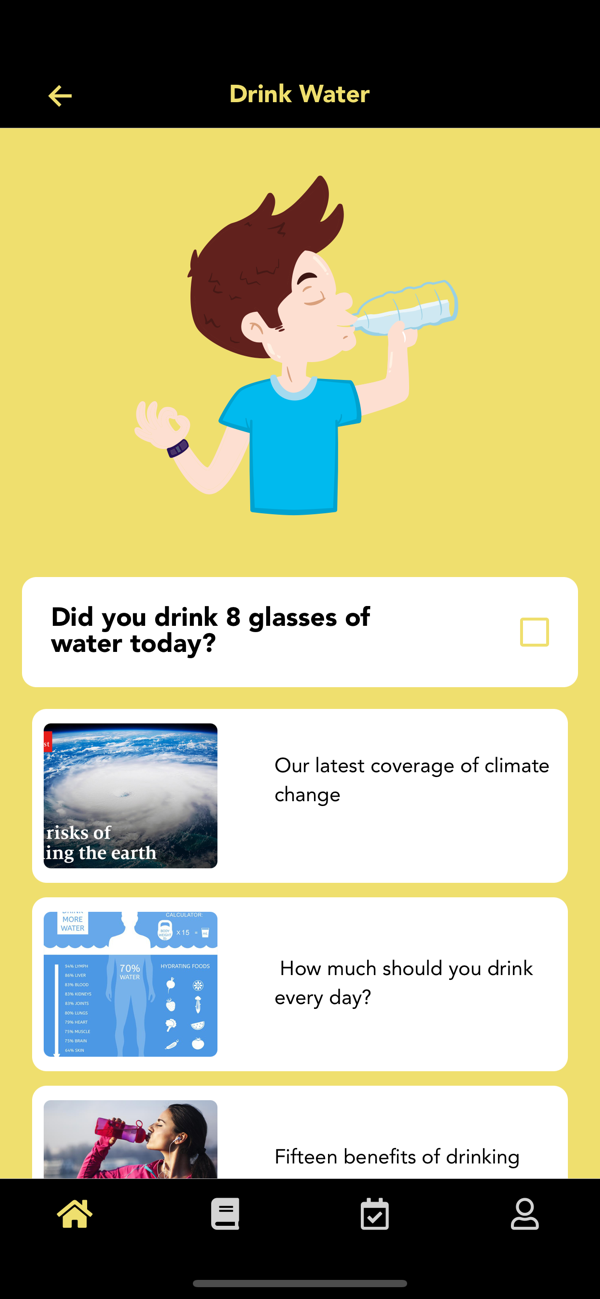 Drink Water
Did you drink 8 glasses of
water today?
st
risks of
ing the earth
Our latest coverage of climate
change
MORE
WATER
CALCULATOR
X 15
70%
WATER
HYDRATING FOODS
How much should you drink
every day?
Fifteen benefits of drinking